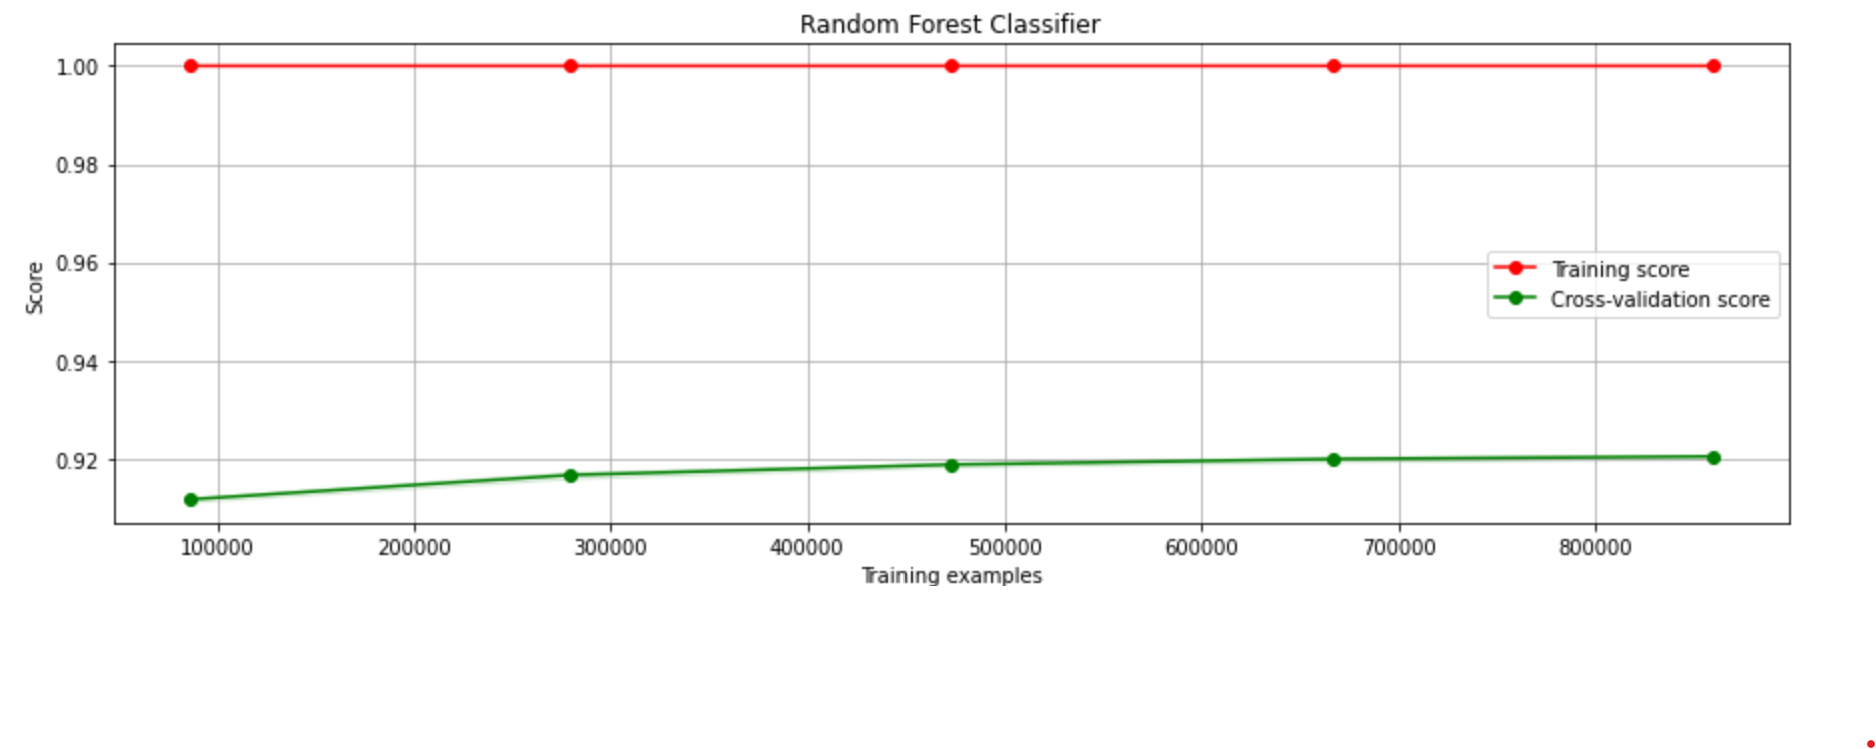 Random Forest Classifier
1.00
0.98
0.96
0.94
0.92
Score
Training score
Cross-validation score
100000 200000 300000 400000 500000 600000 700000 800000
Training examples